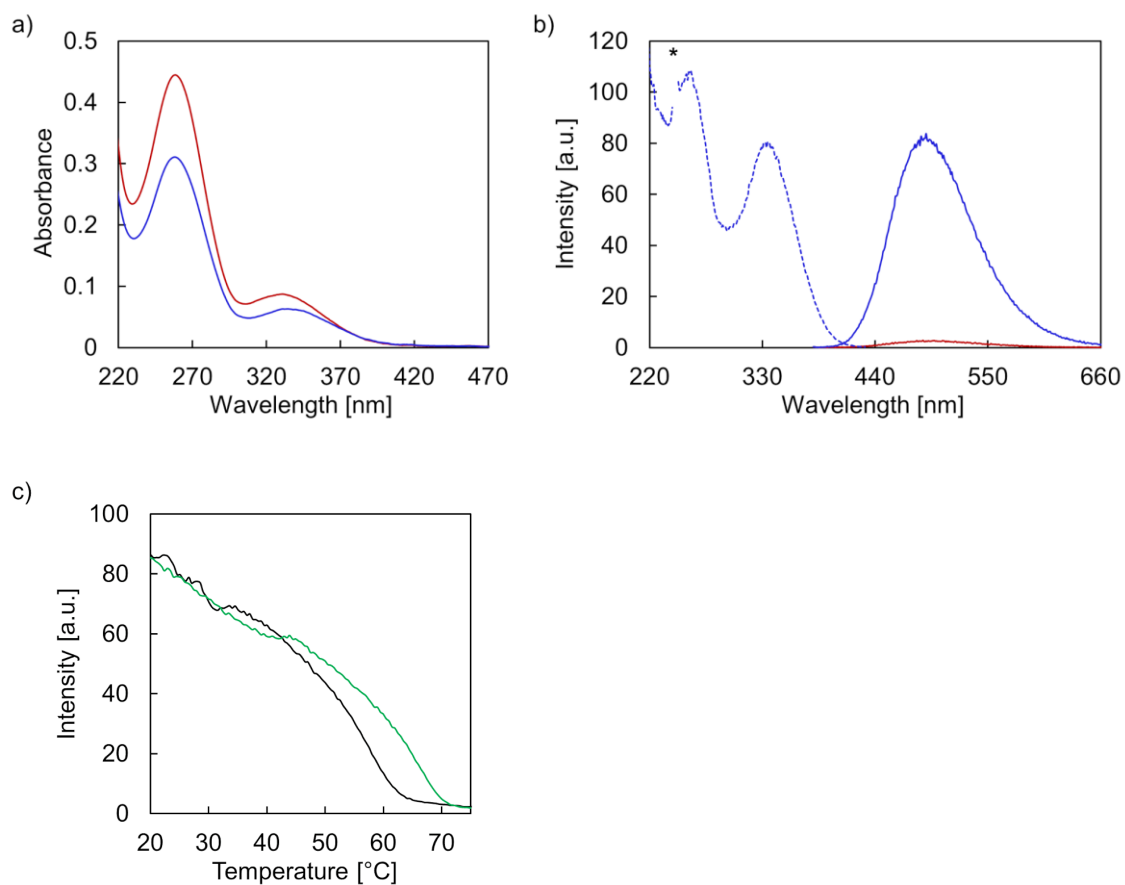 a)
0.5
0.4
0.3
0.2
0.1
0
Absorbance
220 270 320 370 420 470
Wavelength [nm]
b)
120
100
80
60
40
20
0
*
Intensity [a.u.]
220 330 440 550 660
Wavelength [nm]
c)
100
80
60
40
20
0
Intensity [a.u.]
20 30 40 50 60 70
Temperature [°C]